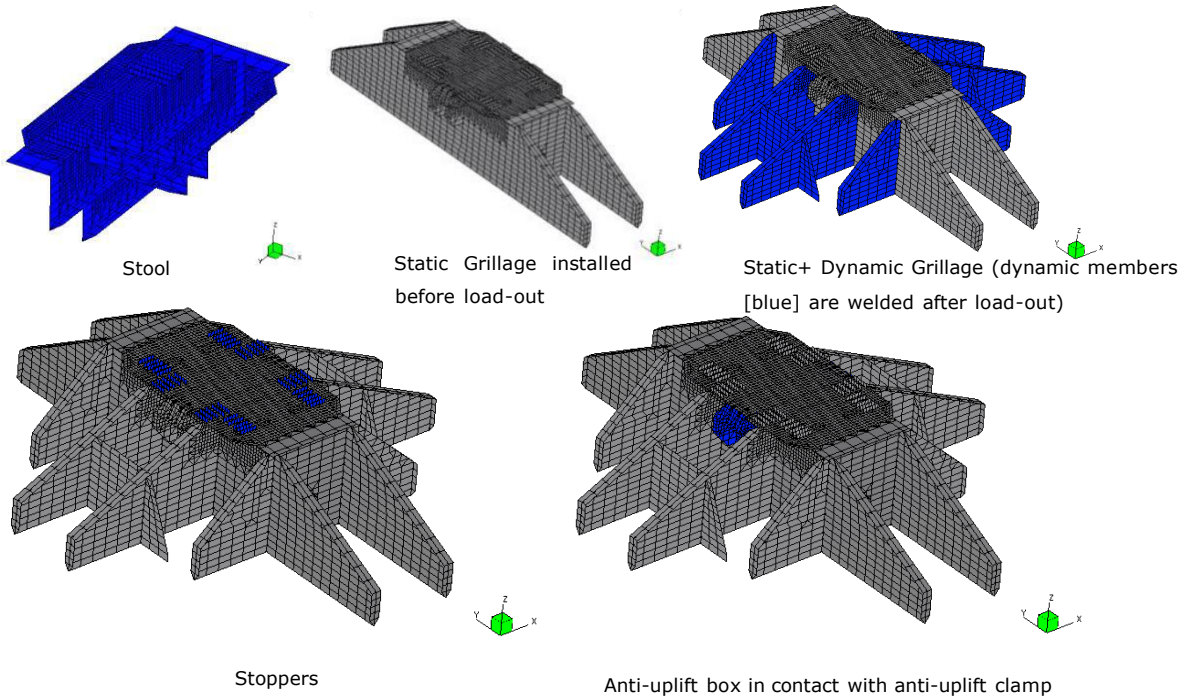 Z
Y
X
Stool
Z
Y
X
Static Grillage installed
before load-out
Z
Y
X
Static+ Dynamic Grillage (dynamic members
[blue] are welded after load-out)
Z
Y
X
Stoppers
Z
Y
X
Anti-uplift box in contact with anti-uplift clamp